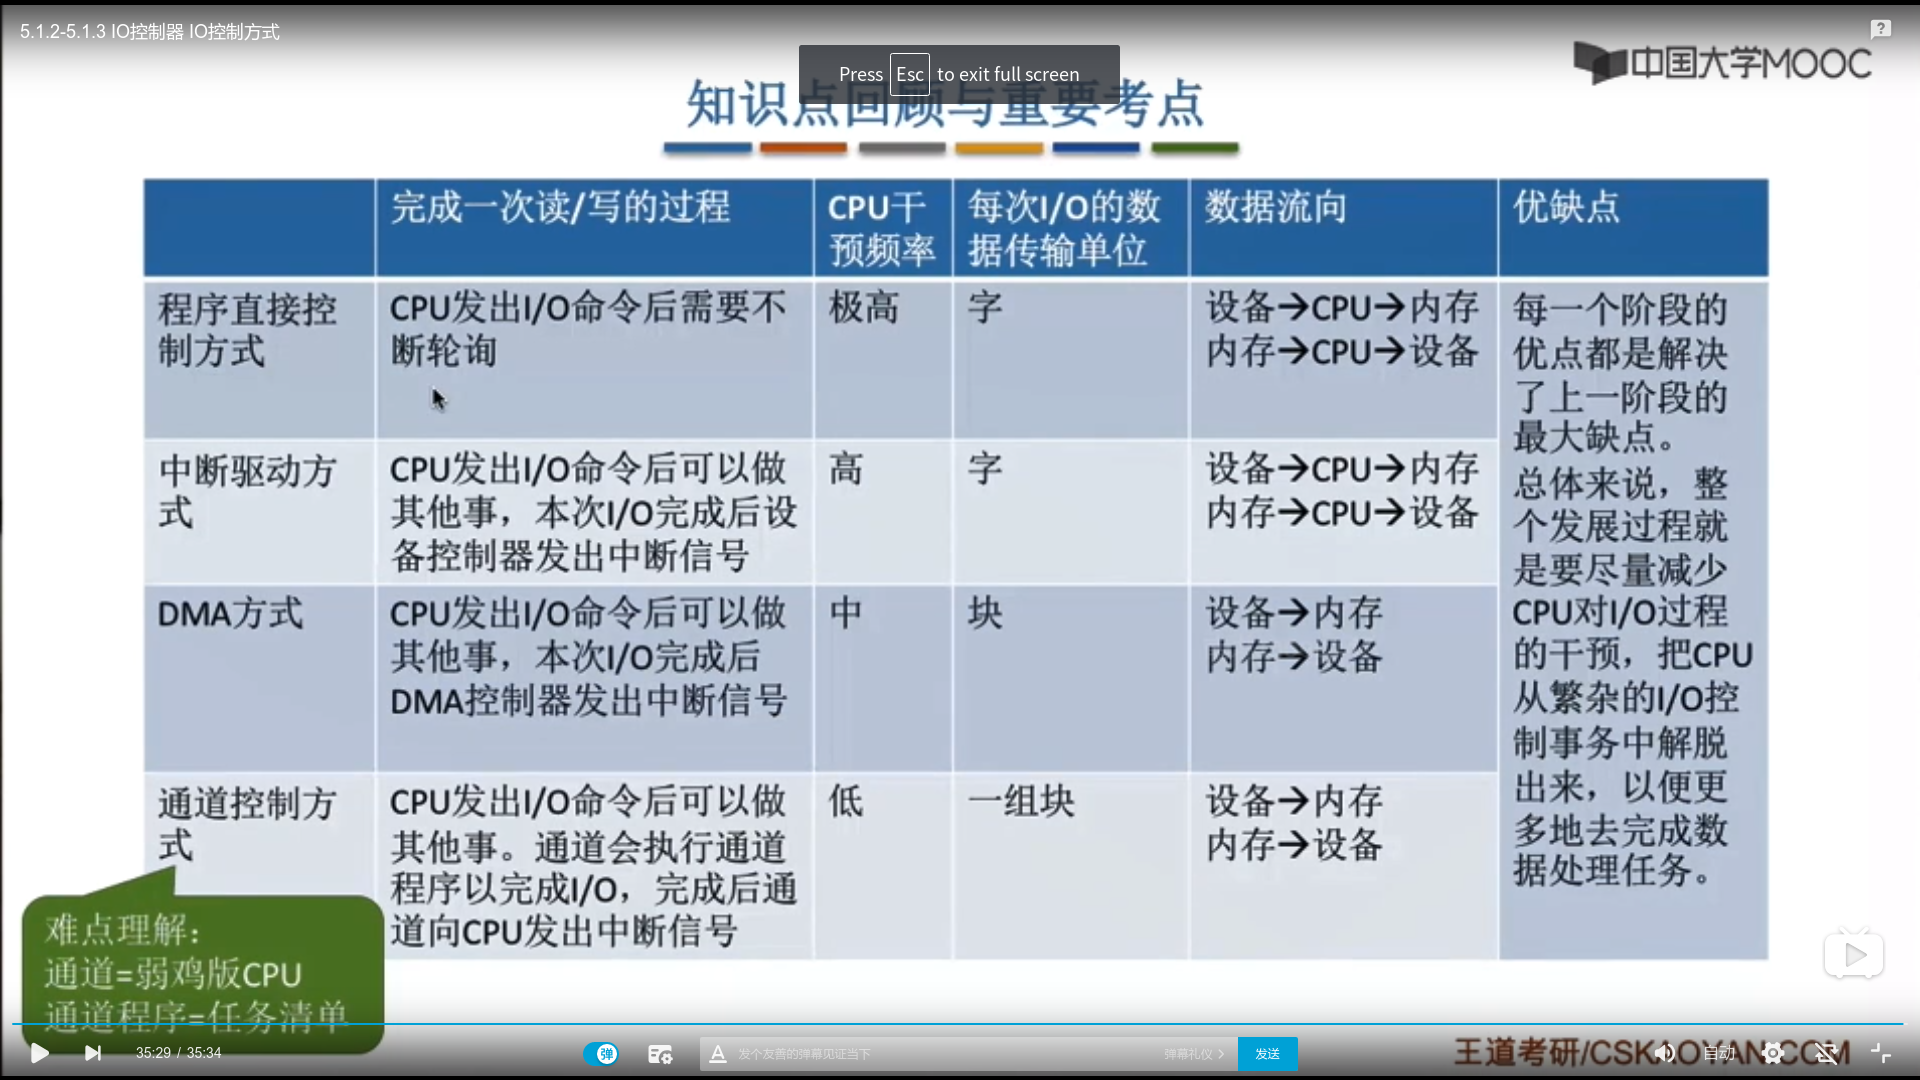 5.1.2-5.1.3 IO控制器 IO控制方式
Press Esc to exit full screen
中国大学MOOC
知识点回顾与重要考点
完成一次读/写的过程
CPU干
预频率
每次I/O的数
据传输单位
数据流向
优缺点
程序直接控
制方式
CPU发出I/O命令后需要不
断轮询
极高
字
设备→CPU→内存
内存→CPU→设备
每一个阶段的
优点都是解决
了上一阶段的
最大缺点。
总体来说，整
个发展过程就
是要尽量减少
CPU对I/O过程
的干预，把CPU
从繁杂的I/O控
制事务中解脱
出来，以便更
多地去完成数
据处理任务。
中断驱动方
式
CPU发出I/O命令后可以做
其他事，本次I/O完成后设
备控制器发出中断信号
高
字
设备→CPU→内存
内存→CPU→设备
DMA方式
CPU发出I/O命令后可以做
其他事，本次I/O完成后
DMA控制器发出中断信号
中
块
设备→内存
内存→设备
通道控制方
式
CPU发出I/O命令后可以做
其他事。通道会执行通道
程序以完成I/O，完成后通
道向CPU发出中断信号
低
一组块
设备→内存
内存→设备
难点理解：
通道=弱鸡版CPU
通道程序=任务清单
35:29 / 35:34
弹
发个友善的弹幕见证当下
弹幕礼仪
发送
王道考研/CSKAOYAN.COM
自动